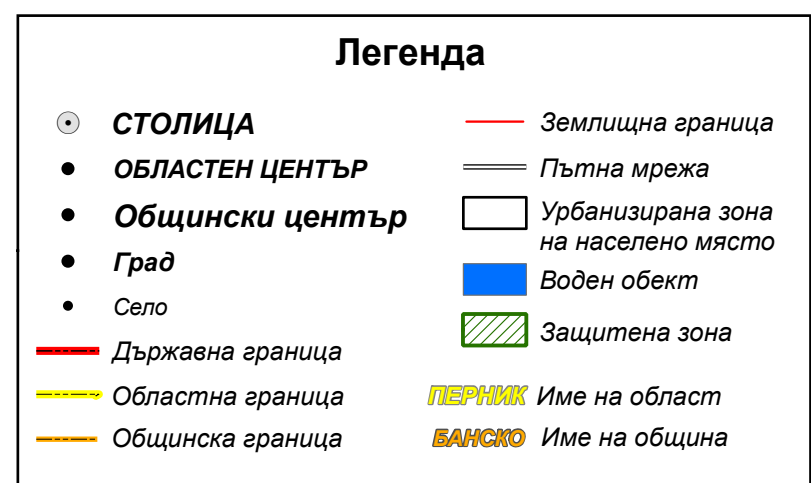 Легенда
СТОЛИЦА
ОБЛАСТЕН ЦЕНТЪР
Общински център
Град
Село
Държавна граница
Областна граница
Общинска граница
Землищна граница
Пътна мрежа
Урбанизирана зона
на населено място
Воден обект
Защитена зона
ПЕРНИК Име на област
БАНСКО Име на община